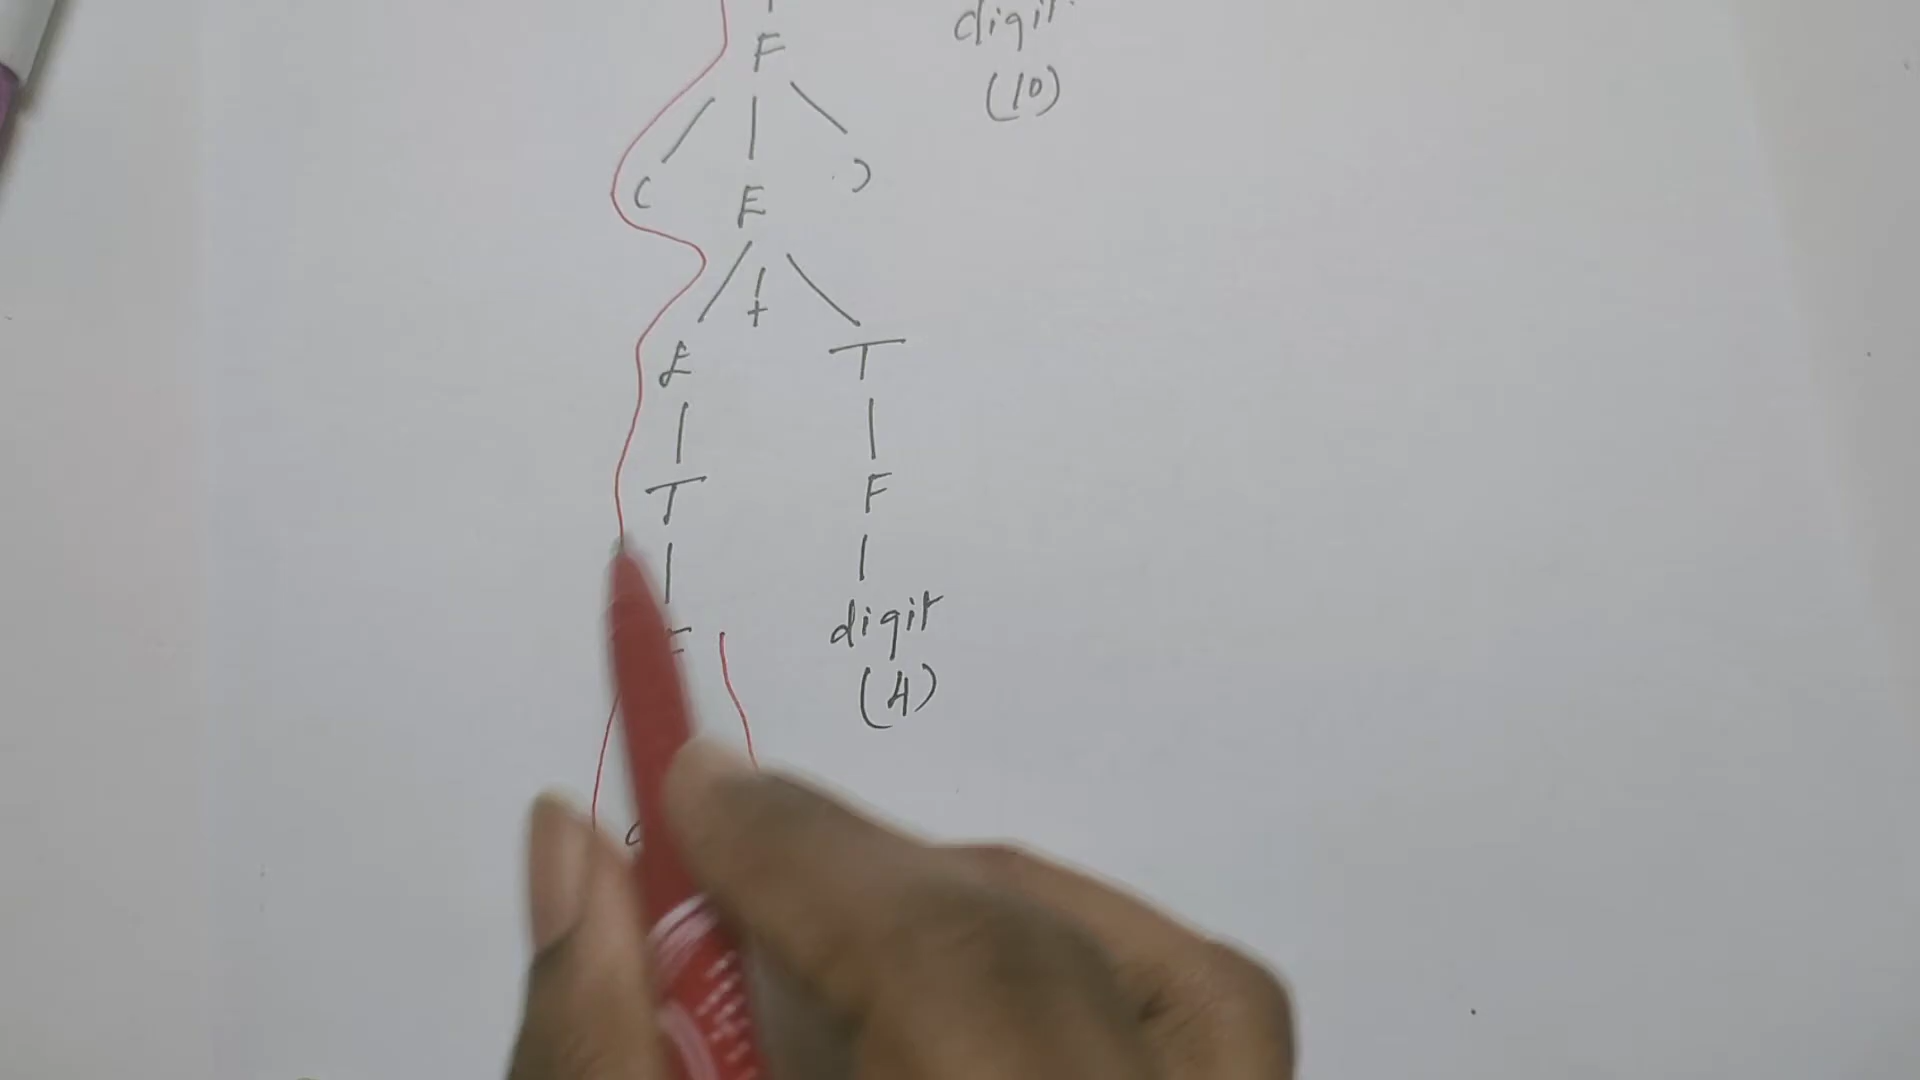 digit
F
(10)
( E )
+
E T
T F
F digit
(4)